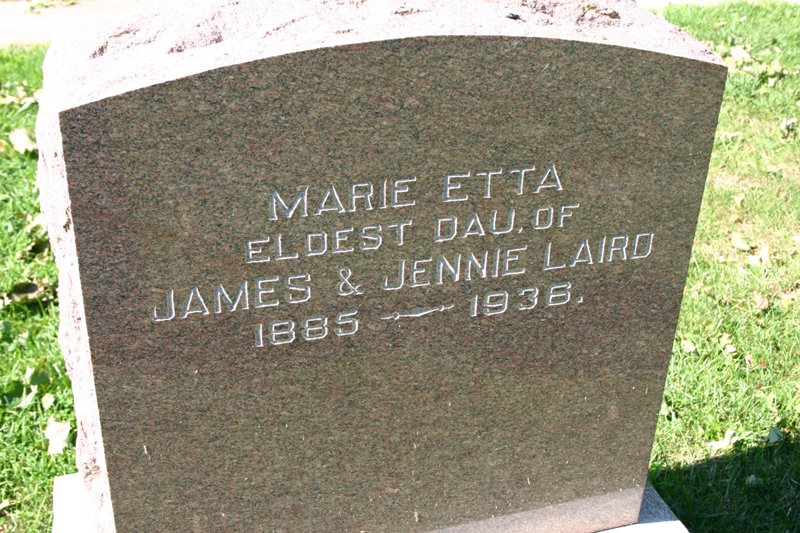 MARIE ETTA
ELDEST DAU. OF
JAMES & JENNIE LAIRD
1885 — 1936.